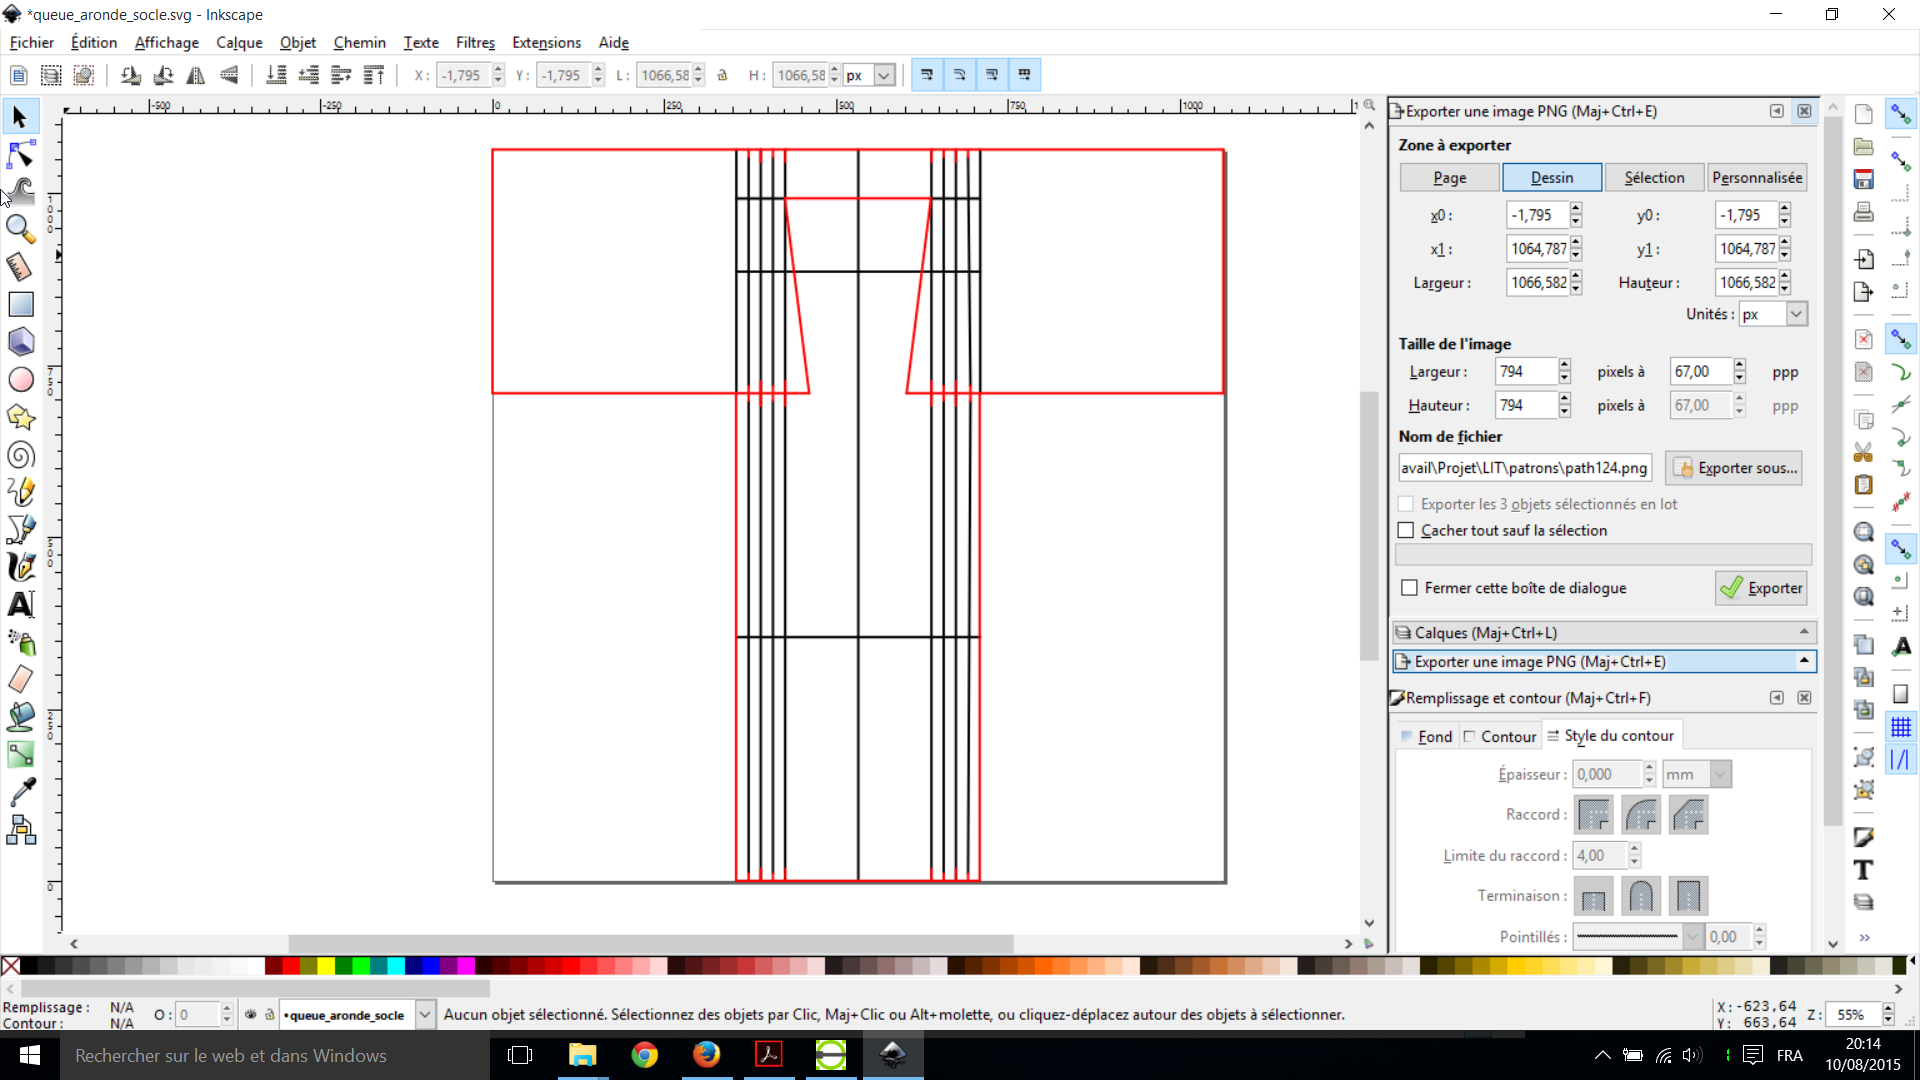 *queue_aronde_socle.svg - Inkscape
Fichier Édition Affichage Calque Objet Chemin Texte Filtres Extensions Aide
X : -1,795 Y : -1,795 L : 1066,58 H : 1066,58 px
-500 -250 0 250 500 750 1000
1000
750
500
250
0
Exporter une image PNG (Maj+Ctrl+E)
Zone à exporter
Page Dessin Sélection Personnalisée
x0 : -1,795 y0 : -1,795
x1 : 1064,787 y1 : 1064,787
Largeur : 1066,582 Hauteur : 1066,582
Unités : px
Taille de l'image
Largeur : 794 pixels à 67,00 ppp
Hauteur : 794 pixels à 67,00 ppp
Nom de fichier
avail\Projet\LIT\patrons\path124.png Exporter sous...
Exporter les 3 objets sélectionnés en lot
Cacher tout sauf la sélection
Fermer cette boîte de dialogue Exporter
Calques (Maj+Ctrl+L)
Exporter une image PNG (Maj+Ctrl+E)
Remplissage et contour (Maj+Ctrl+F)
Fond Contour Style du contour
Épaisseur : 0,000 mm
Raccord :
Limite du raccord : 4,00
Terminaison :
Pointillés : 0,00
Remplissage : N/A
Contour : N/A
O : 0
•queue_aronde_socle
Aucun objet sélectionné. Sélectionnez des objets par Clic, Maj+Clic ou Alt+molette, ou cliquez-déplacez autour des objets à sélectionner.
X: -623,64
Y: 663,64
Z: 55%
Rechercher sur le web et dans Windows
FRA
20:14
10/08/2015